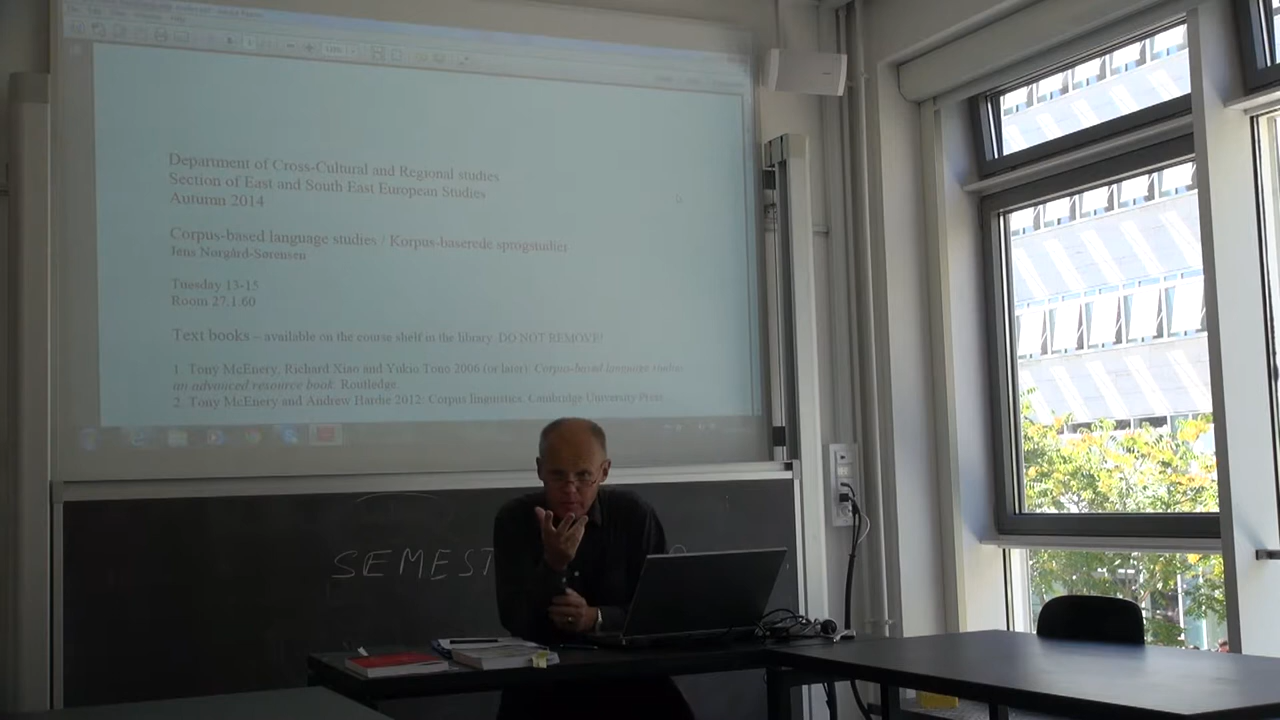 Department of Cross-Cultural and Regional studies
Section of East and South East European Studies
Autumn 2014
Corpus-based language studies / Korpus-baserede sprogstudier
Jens Nørgård-Sørensen
Tuesday 13-15
Room 27.1.60
Text books – available on the course shelf in the library. DO NOT REMOVE!
1. Tony McEnery, Richard Xiao and Yukio Tono 2006 (or later): Corpus-based language studies:
an advanced resource book. Routledge.
2. Tony McEnery and Andrew Hardie 2012: Corpus linguistics. Cambridge University Press
SEMEST